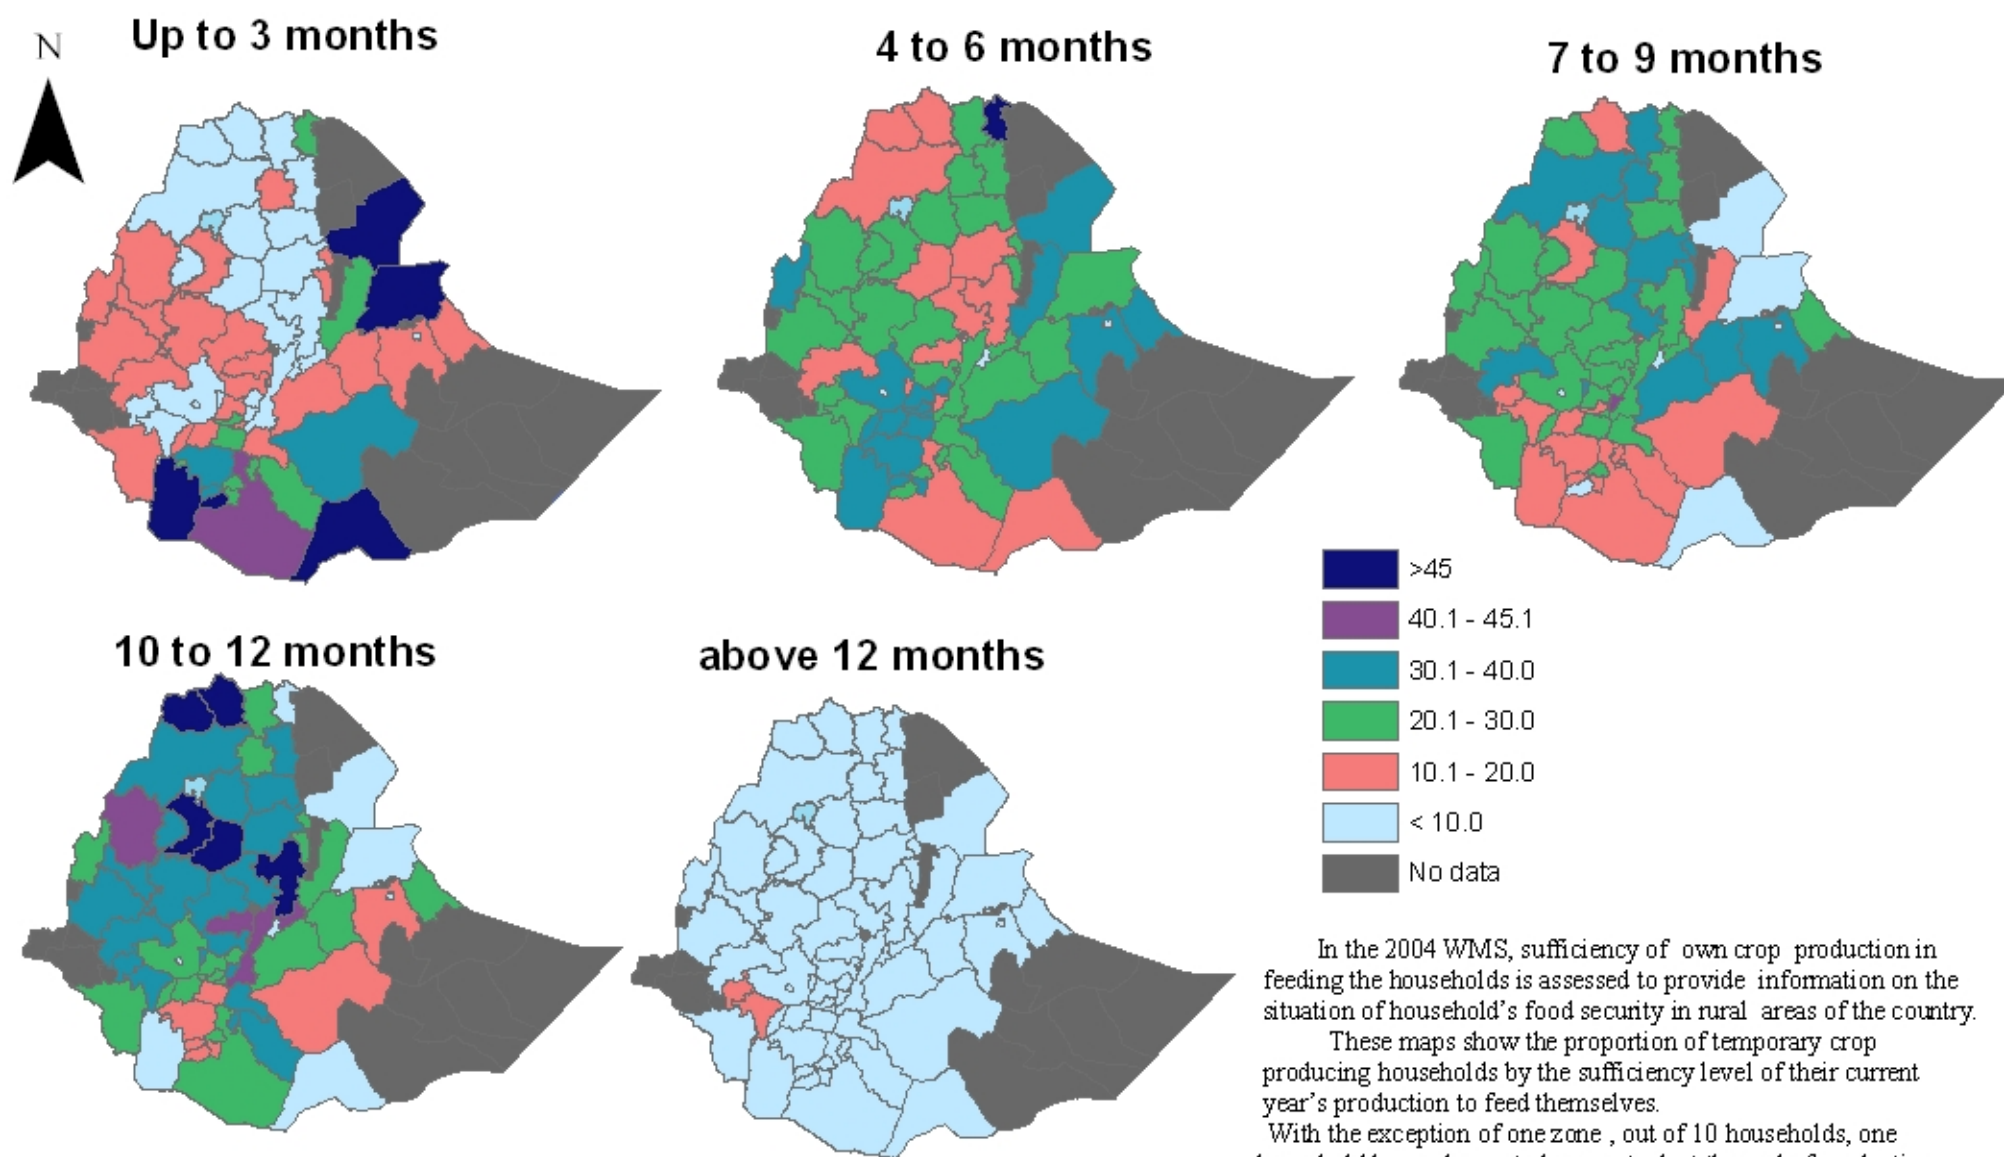 N
Up to 3 months
4 to 6 months
7 to 9 months
10 to 12 months
above 12 months
>45
40.1 - 45.1
30.1 - 40.0
20.1 - 30.0
10.1 - 20.0
< 10.0
No data
In the 2004 WMS, sufficiency of own crop production in
feeding the households is assessed to provide information on the
situation of household's food security in rural areas of the country.
These maps show the proportion of temporary crop
producing households by the sufficiency level of their current
year's production to feed themselves.
With the exception of one zone , out of 10 households, one